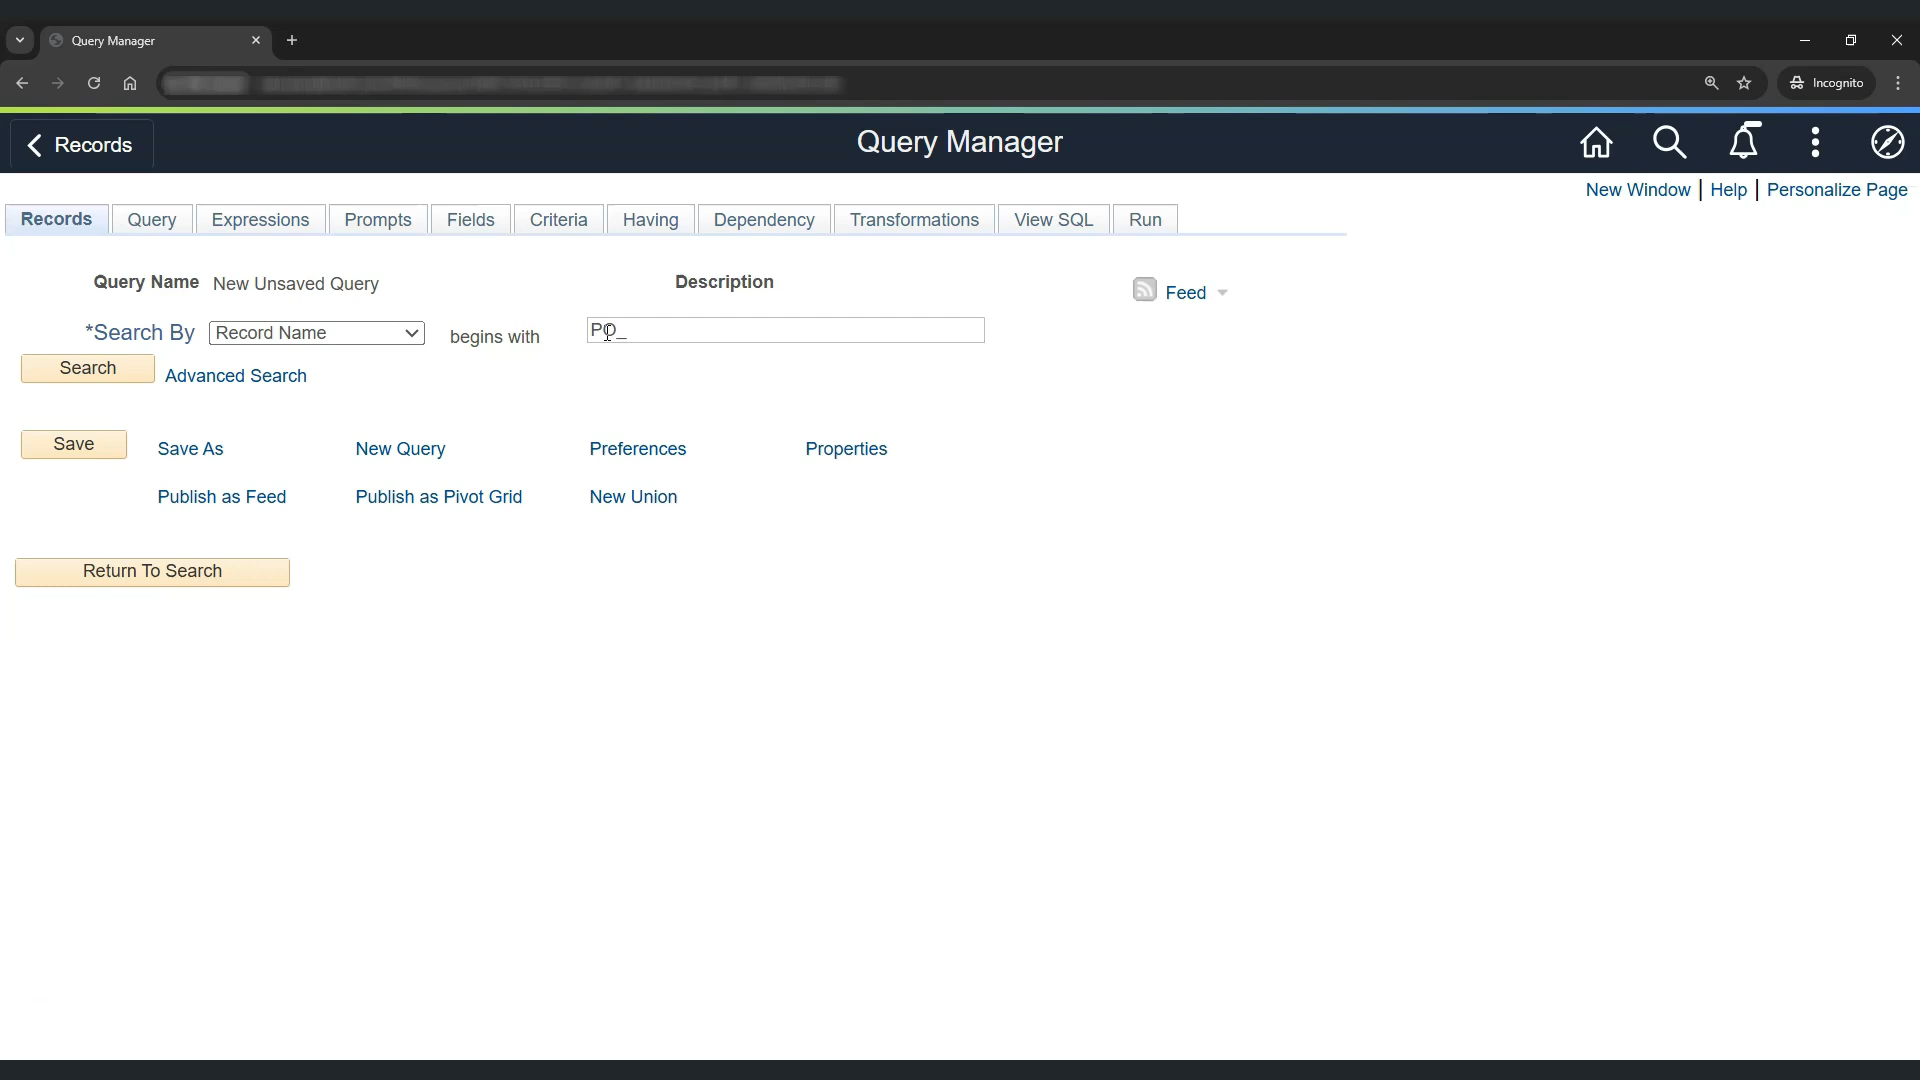 Query Manager
Incognito
Records
Query Manager
New Window | Help | Personalize Page
Records Query Expressions Prompts Fields Criteria Having Dependency Transformations View SQL Run
Query Name New Unsaved Query Description Feed
*Search By Record Name begins with PO_
Search Advanced Search
Save Save As New Query Preferences Properties
Publish as Feed Publish as Pivot Grid New Union
Return To Search